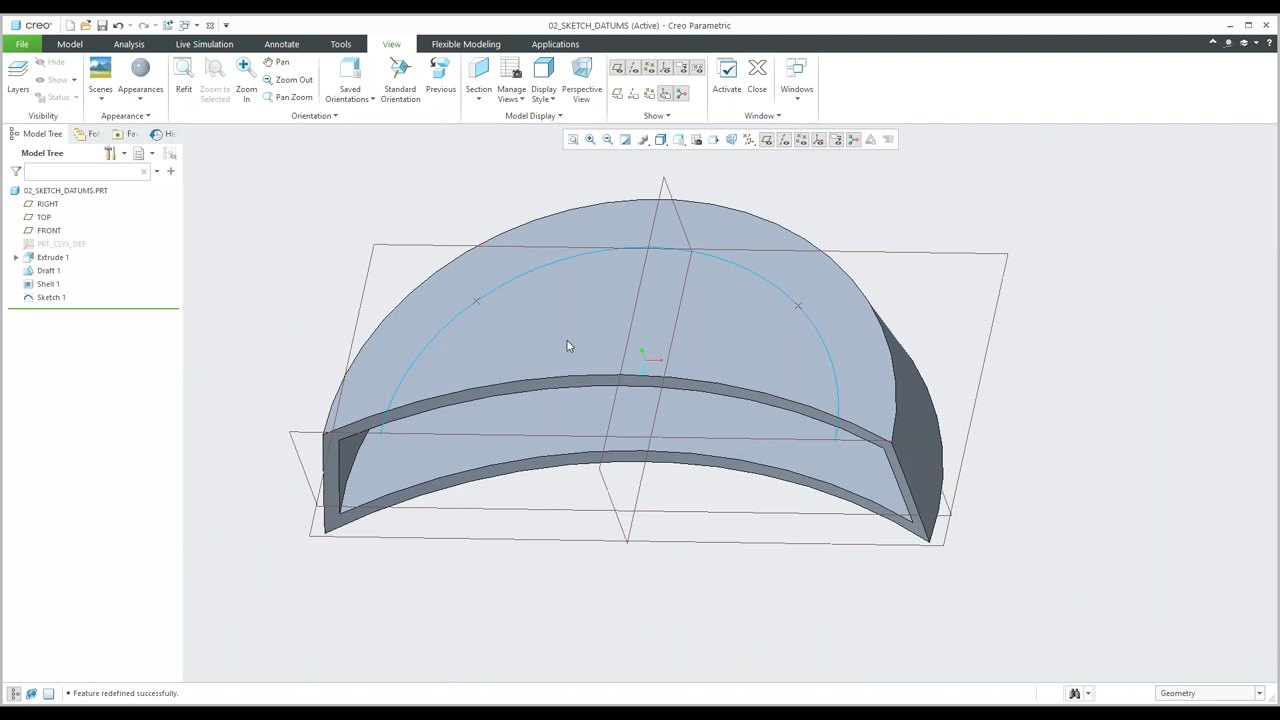 creo
02_SKETCH_DATUMS (Active) - Creo Parametric
File Model Analysis Live Simulation Annotate Tools View Flexible Modeling Applications
Layers
Hide
Show
Status
Visibility
Scenes
Appearances
Appearance
Refit
Zoom to Selected
Zoom In
Pan
Zoom Out
Pan Zoom
Saved Orientations
Standard Orientation
Previous
Orientation
Section
Manage Views
Display Style
Perspective View
Model Display
Show
Activate
Close
Windows
Window
Model Tree
Fol
Fa
Hi
Model Tree
02_SKETCH_DATUMS.PRT
RIGHT
TOP
FRONT
PRT_CSYS_DEF
Extrude 1
Draft 1
Shell 1
Sketch 1
• Feature redefined successfully.
Geometry